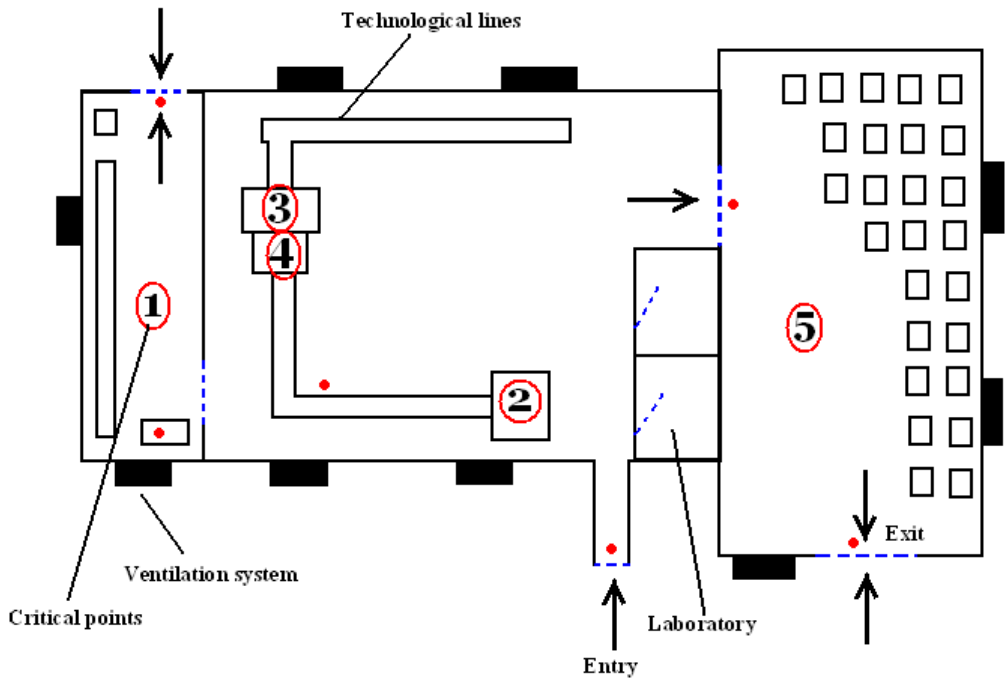 Technological lines
3
4
1
5
2
Exit
Ventilation system
Critical points
Laboratory
Entry